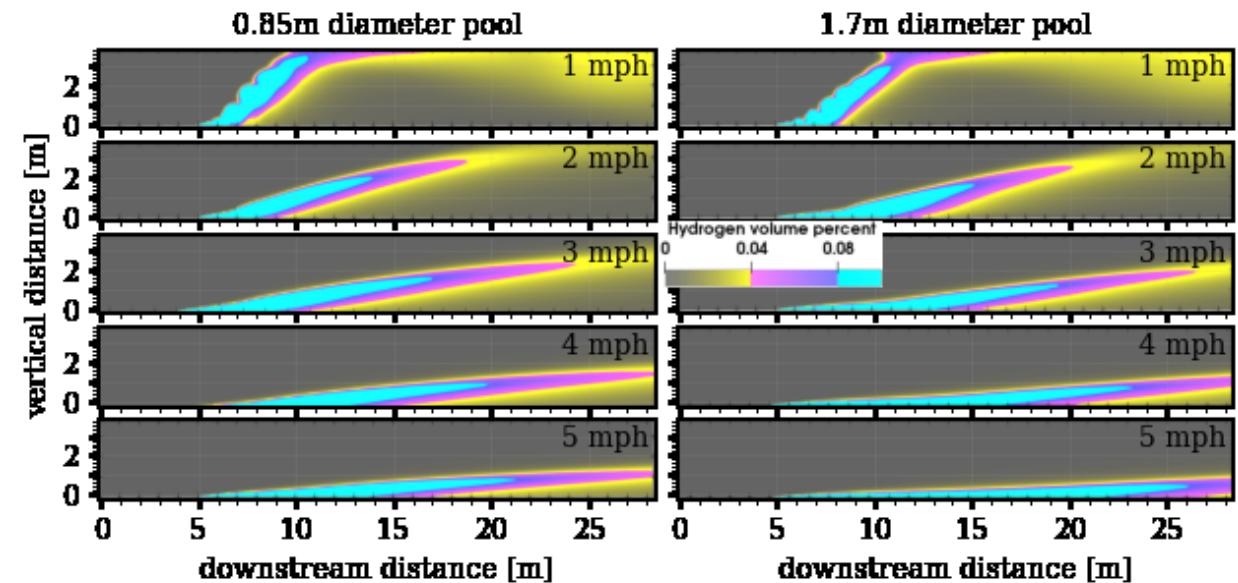 0.85m diameter pool
1.7m diameter pool
1 mph
1 mph
2
0
2 mph
2 mph
2
0
Hydrogen volume percent
0 0.04 0.08
3 mph
3 mph
2
0
4 mph
4 mph
2
0
5 mph
5 mph
2
0
vertical distance [m]
0 5 10 15 20 25
0 5 10 15 20 25
downstream distance [m]
downstream distance [m]